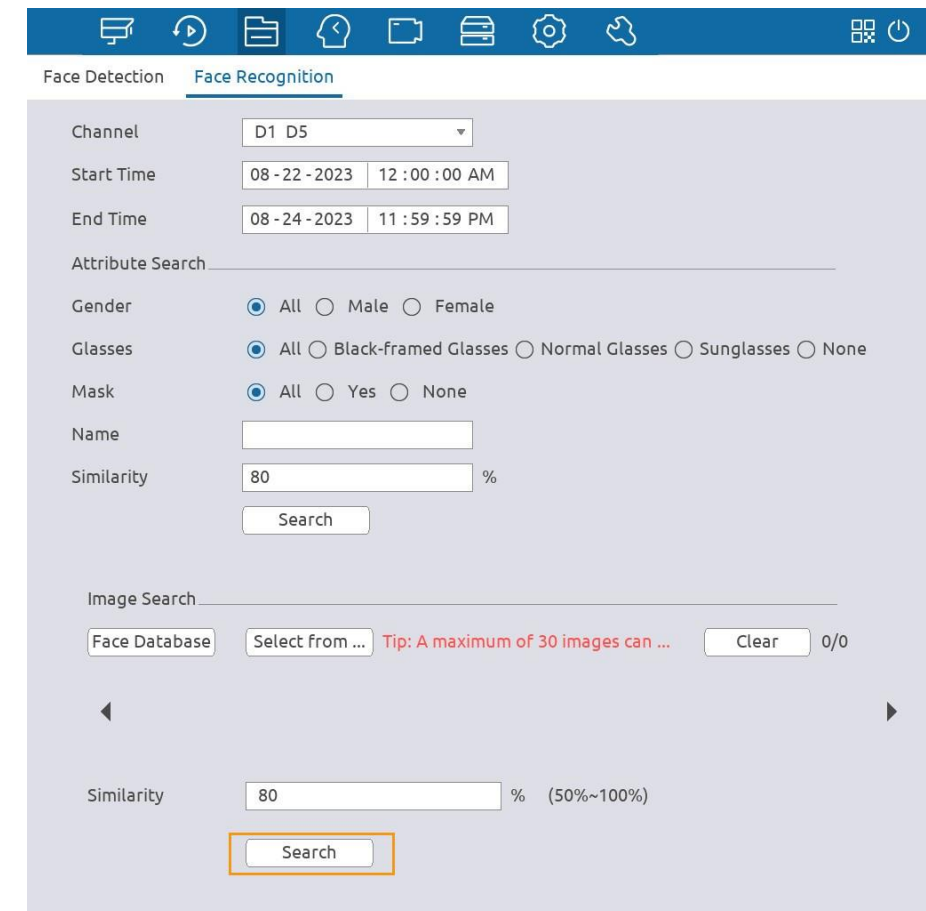 Face Detection Face Recognition
Channel D1 D5
Start Time 08-22-2023 12:00:00 AM
End Time 08-24-2023 11:59:59 PM
Attribute Search
Gender All Male Female
Glasses All Black-framed Glasses Normal Glasses Sunglasses None
Mask All Yes None
Name
Similarity 80 %
Search
Image Search
Face Database Select from ... Tip: A maximum of 30 images can ... Clear 0/0
Similarity 80 % (50%~100%)
Search